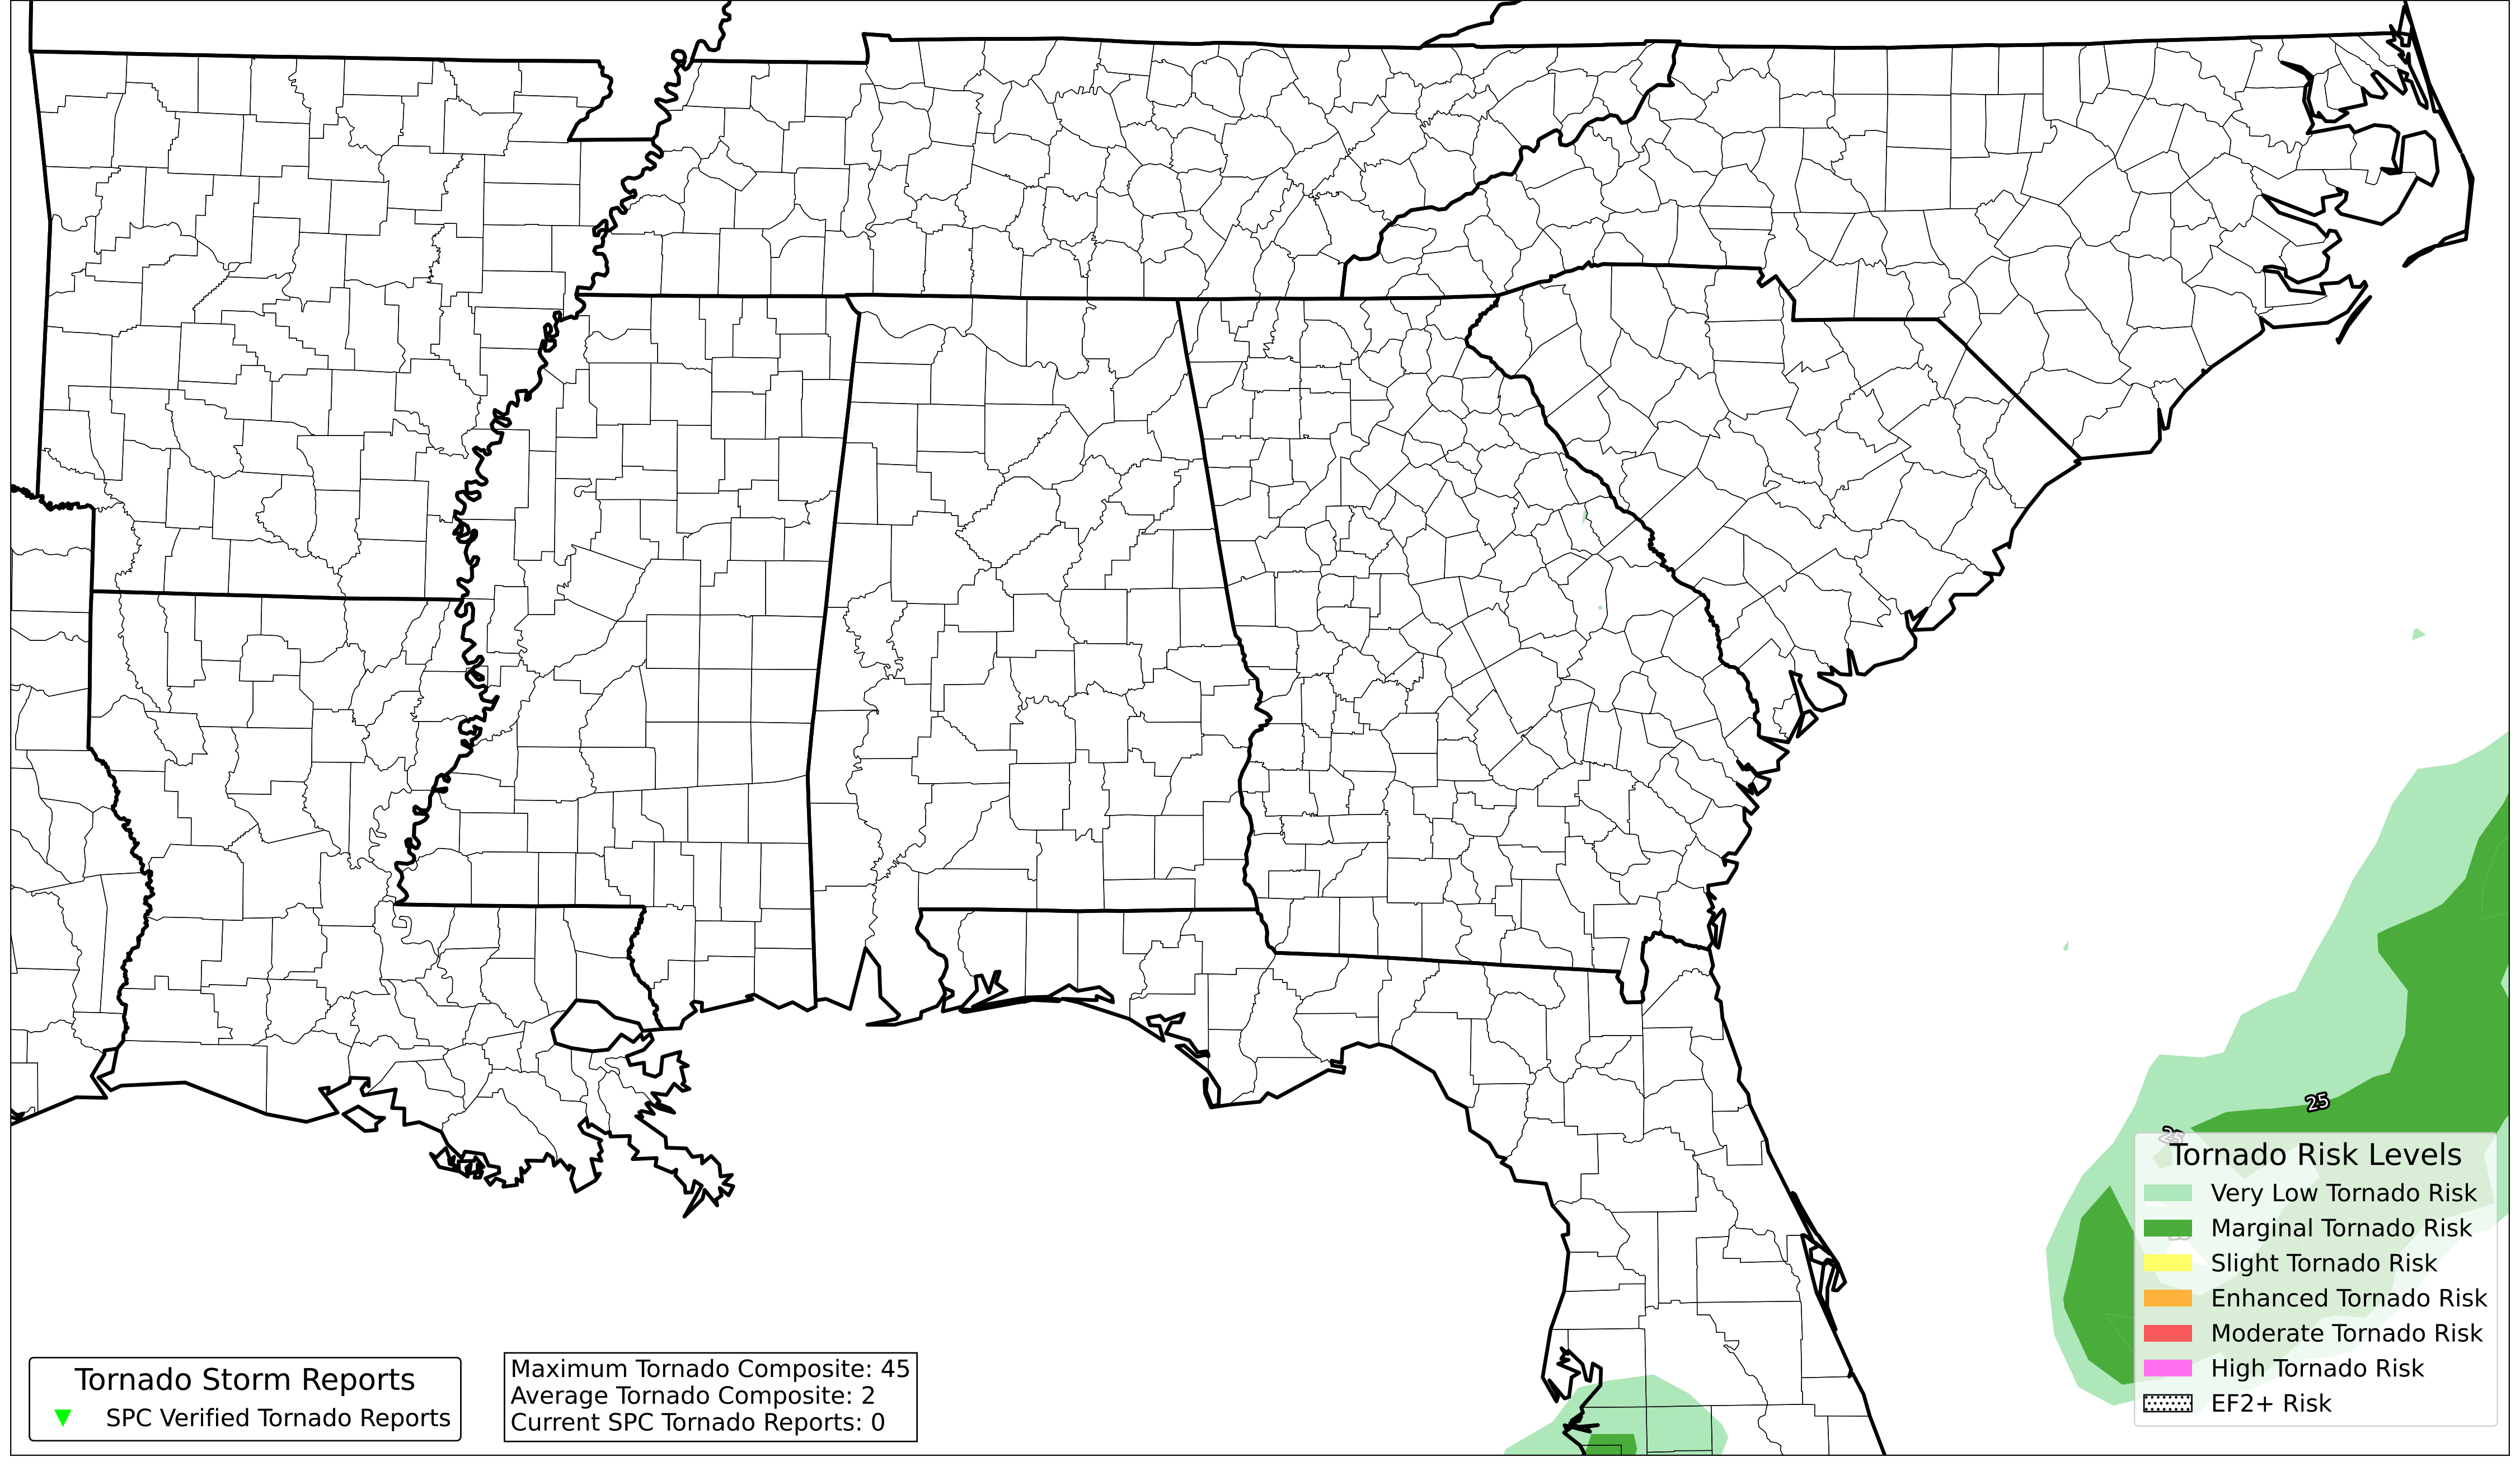 25
Tornado Risk Levels
Very Low Tornado Risk
Marginal Tornado Risk
Slight Tornado Risk
Enhanced Tornado Risk
Moderate Tornado Risk
High Tornado Risk
EF2+ Risk
Tornado Storm Reports
SPC Verified Tornado Reports
Maximum Tornado Composite: 45
Average Tornado Composite: 2
Current SPC Tornado Reports: 0